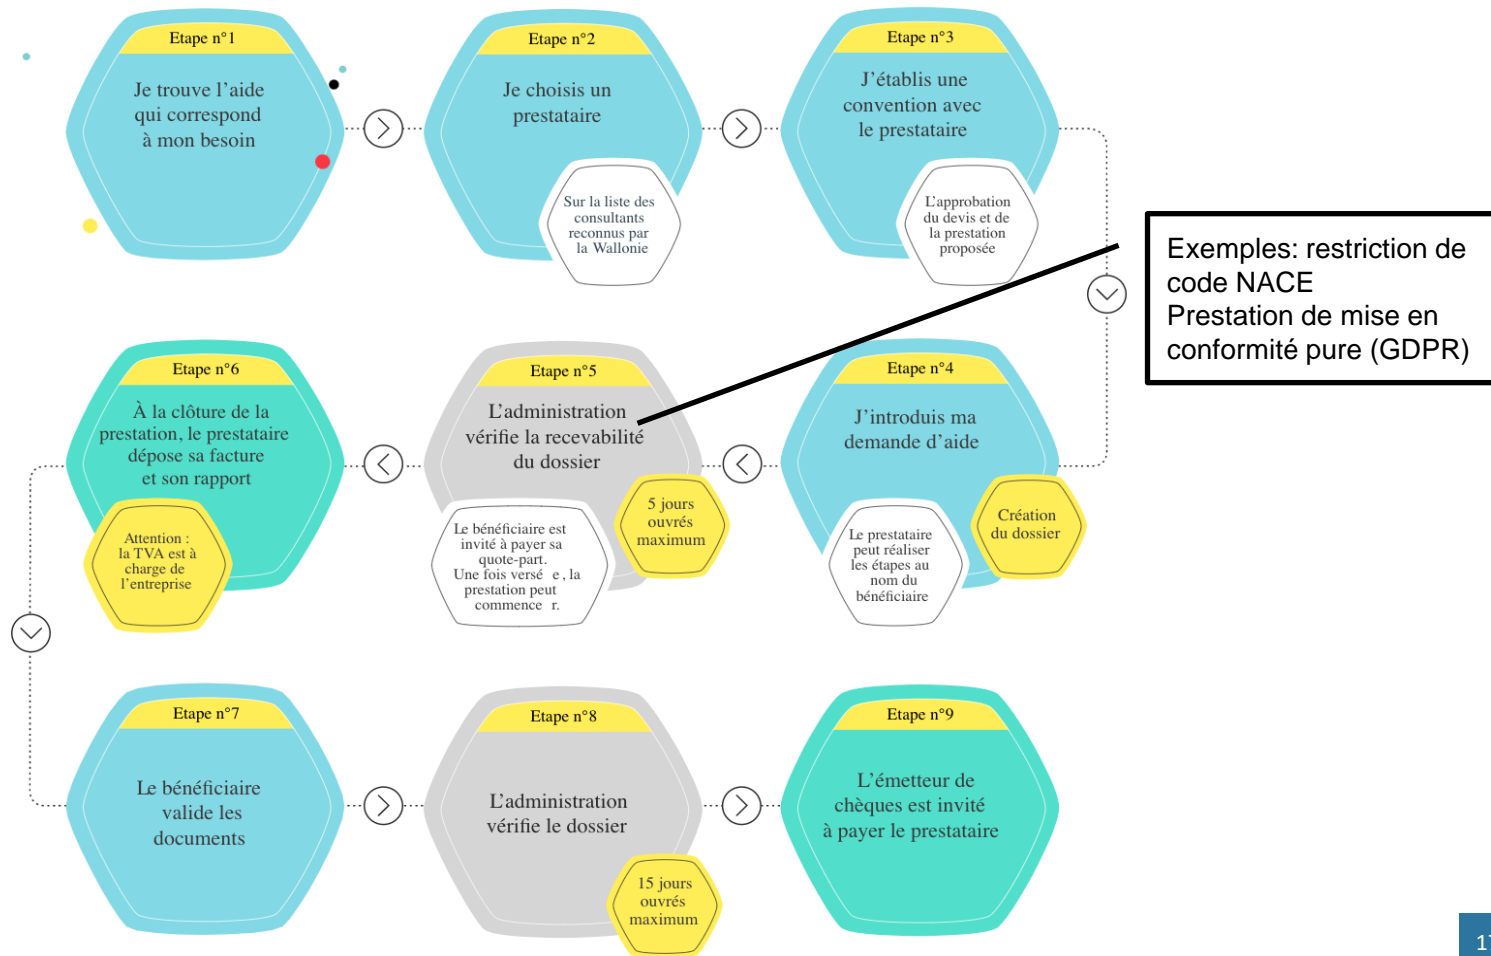 Etape n°1
Je trouve l’aide
qui correspond
à mon besoin
Etape n°2
Je choisis un
prestataire
Sur la liste des
consultants
reconnus par
la Wallonie
Etape n°3
J’établis une
convention avec
le prestataire
L’approbation
du devis et de
la prestation
proposée
Exemples: restriction de
code NACE
Prestation de mise en
conformité pure (GDPR)
Etape n°4
J’introduis ma
demande d’aide
Le prestataire
peut réaliser
les étapes au
nom du
bénéficiaire
Création
du dossier
Etape n°5
L’administration
vérifie la recevabilité
du dossier
Le bénéficiaire est
invité à payer sa
quote-part.
Une fois versé e , la
prestation peut
commence r.
5 jours
ouvrés
maximum
Etape n°6
À la clôture de la
prestation, le prestataire
dépose sa facture
et son rapport
Attention :
la TVA est à
charge de
l’entreprise
Etape n°7
Le bénéficiaire
valide les
documents
Etape n°8
L’administration
vérifie le dossier
15 jours
ouvrés
maximum
Etape n°9
L’émetteur de
chèques est invité
à payer le prestataire
17